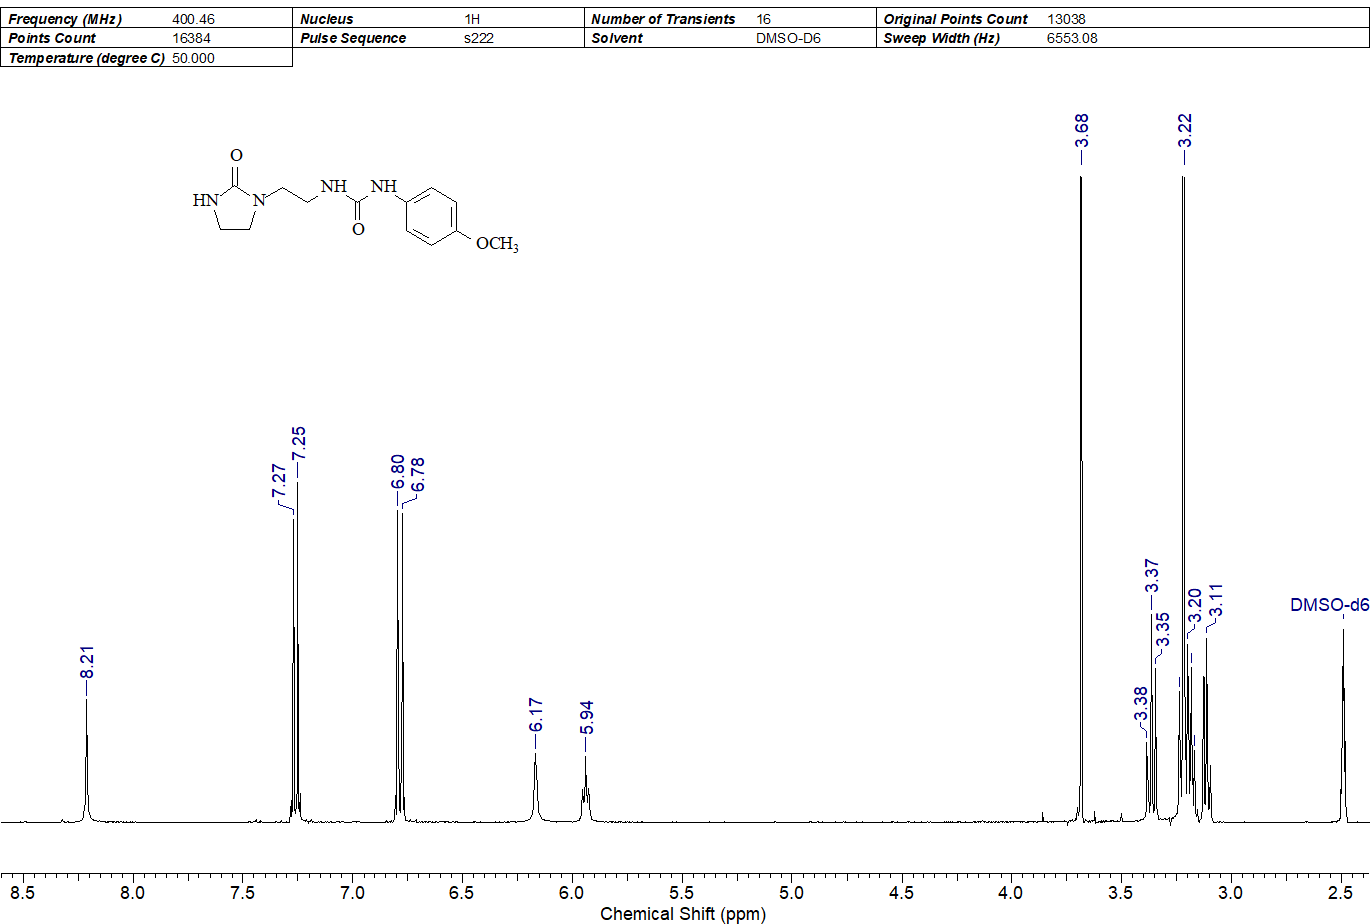 Frequency (MHz) 400.46 Nucleus 1H Number of Transients 16 Original Points Count 13038
Points Count 16384 Pulse Sequence s222 Solvent DMSO-D6 Sweep Width (Hz) 6553.08
Temperature (degree C) 50.000
3.68
3.22
O
HN
N
NH
NH
O
OCH3
7.27
7.25
6.80
6.78
8.21
6.17
5.94
3.38
3.37
3.35
3.20
3.11
DMSO-d6
8.5 8.0 7.5 7.0 6.5 6.0 5.5 5.0 4.5 4.0 3.5 3.0 2.5
Chemical Shift (ppm)